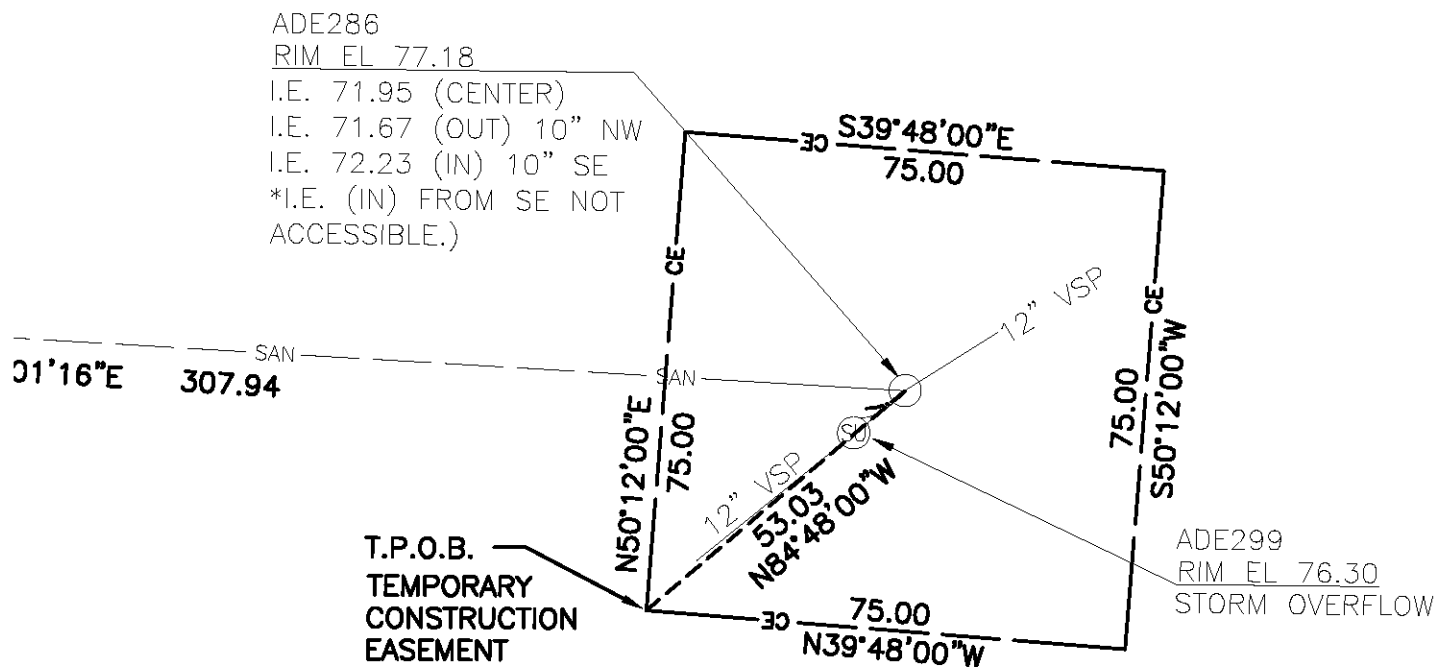 ADE286
RIM EL 77.18
I.E. 71.95 (CENTER)
I.E. 71.67 (OUT) 10" NW
I.E. 72.23 (IN) 10" SE
*I.E. (IN) FROM SE NOT
ACCESSIBLE.)
S39°48'00"E
CE
75.00
CE
N50°12'00"E
75.00
12" VSP
CE
75.00
S50°12'00"W
SAN
SAN
01'16"E 307.94
12" VSP
53.03
N84°48'00"W
T.P.O.B.
TEMPORARY
CONSTRUCTION
EASEMENT
CE
75.00
N39°48'00"W
ADE299
RIM EL 76.30
STORM OVERFLOW